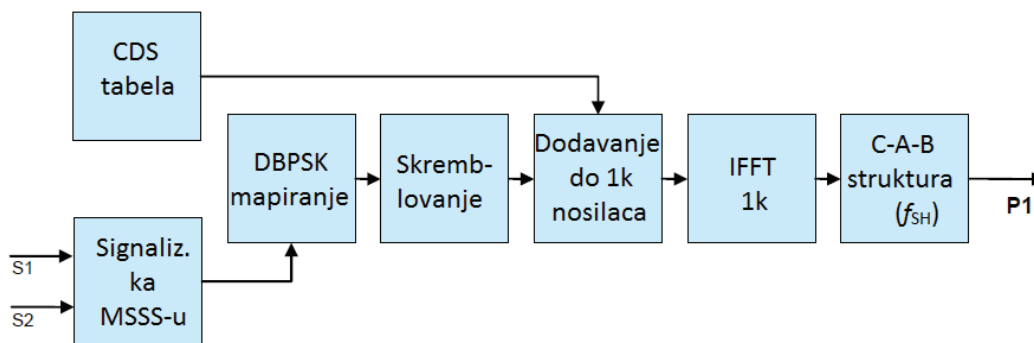 CDS
tabela
DBPSK
mapiranje
Skremb-
lovanje
Dodavanje
do 1k
nosilaca
IFFT
1k
C-A-B
struktura
(fSH)
P1
S1
S2
Signaliz.
ka
MSSS-u